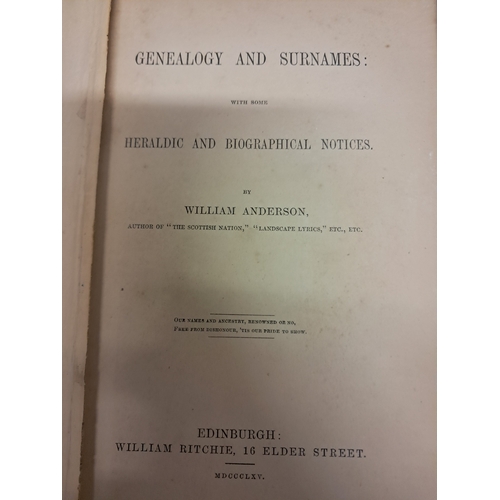 GENEALOGY AND SURNAMES:
WITH SOME
HERALDIC AND BIOGRAPHICAL NOTICES.
BY
WILLIAM ANDERSON,
AUTHOR OF "THE SCOTTISH NATION," "LANDSCAPE LYRICS," ETC., ETC.
OUR NAMES AND ANCESTRY, RENOWNED OR NO,
FREE FROM DISHONOUR, 'TIS OUR PRIDE TO SHOW.
EDINBURGH:
WILLIAM RITCHIE, 16 ELDER STREET.
MDCCCLXV.